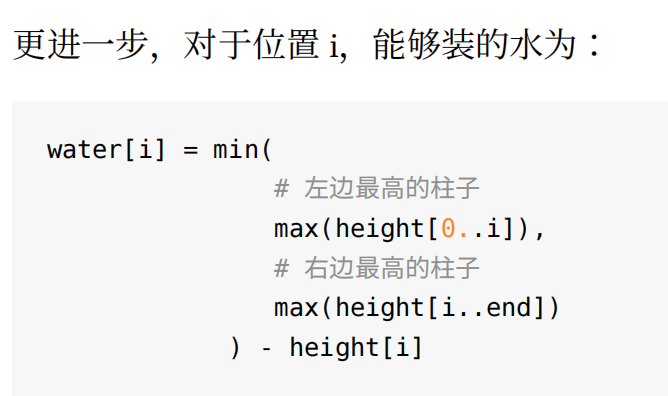 更进一步，对于位置 i，能够装的水为：
water[i] = min(
# 左边最高的柱子
max(height[0..i]),
# 右边最高的柱子
max(height[i..end])
) - height[i]